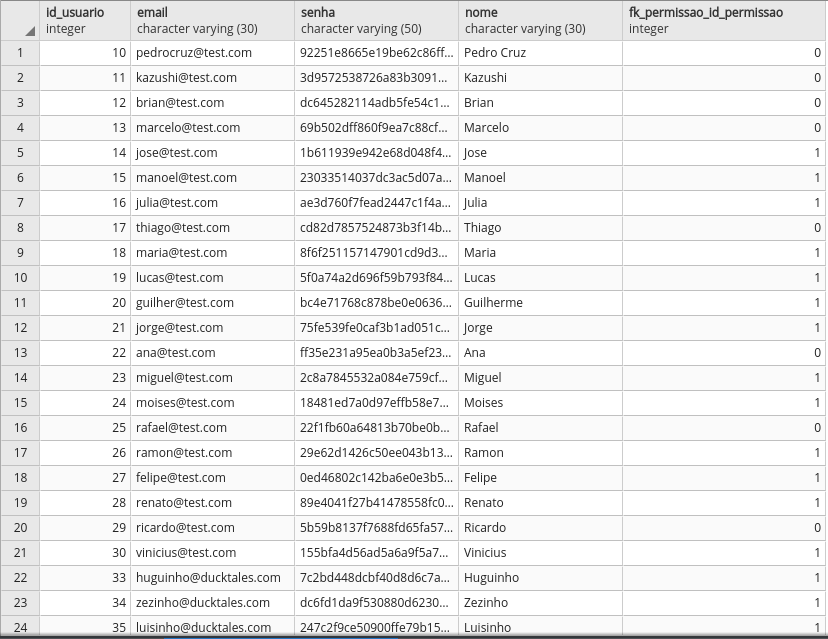 id_usuario email senha nome fk_permissao_id_permissao
integer character varying (30) character varying (50) character varying (30) integer
1 10 pedrocruz@test.com 92251e8665e19be62c86ff... Pedro Cruz 0
2 11 kazushi@test.com 3d9572538726a83b3091... Kazushi 0
3 12 brian@test.com dc645282114adb5fe54c1... Brian 0
4 13 marcelo@test.com 69b502dff860f9ea7c88cf... Marcelo 0
5 14 jose@test.com 1b611939e942e68d048f4... Jose 1
6 15 manoel@test.com 23033514037dc3ac5d07a... Manoel 1
7 16 julia@test.com ae3d760f7fead2447c1f4a... Julia 1
8 17 thiago@test.com cd82d7857524873b3f14b... Thiago 0
9 18 maria@test.com 8f6f251157147901cd9d3... Maria 1
10 19 lucas@test.com 5f0a74a2d696f59b793f84... Lucas 1
11 20 guilher@test.com bc4e71768c878be0e0636... Guilherme 1
12 21 jorge@test.com 75fe539fe0caf3b1ad051c... Jorge 1
13 22 ana@test.com ff35e231a95ea0b3a5ef23... Ana 0
14 23 miguel@test.com 2c8a7845532a084e759cf... Miguel 1
15 24 moises@test.com 18481ed7a0d97effb58e7... Moises 1
16 25 rafael@test.com 22f1fb60a64813b70be0b... Rafael 0
17 26 ramon@test.com 29e62d1426c50ee043b13... Ramon 1
18 27 felipe@test.com 0ed46802c142ba6e0e3b5... Felipe 1
19 28 renato@test.com 89e4041f27b41478558fc0... Renato 1
20 29 ricardo@test.com 5b59b8137f7688fd65fa57... Ricardo 0
21 30 vinicius@test.com 155bfa4d56ad5a6a9f5a7... Vinicius 1
22 33 huguinho@ducktales.com 7c2bd448dcbf40d8d6c7a... Huguinho 1
23 34 zezinho@ducktales.com dc6fd1da9f530880d6230... Zezinho 1
24 35 luisinho@ducktales.com 247c2f9ce50900ffe79b15... Luisinho 1